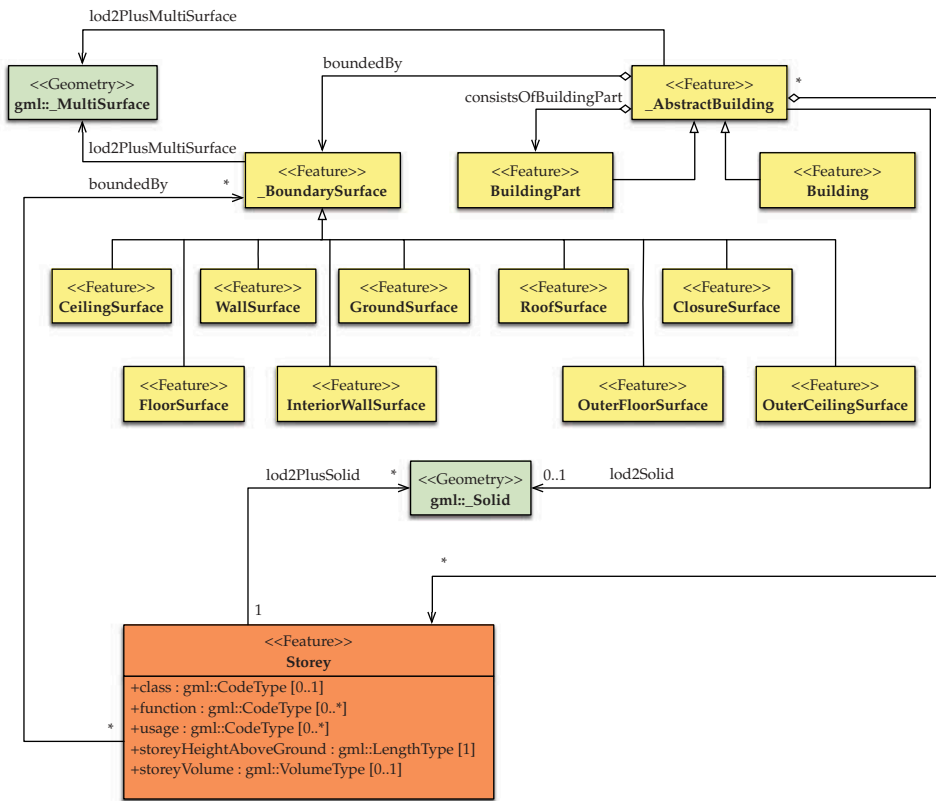 lod2PlusMultiSurface
<<Geometry>>
gml::_MultiSurface
boundedBy
<<Feature>>
_AbstractBuilding
*
consistsOfBuildingPart
lod2PlusMultiSurface
boundedBy
*
<<Feature>>
_BoundarySurface
<<Feature>>
BuildingPart
<<Feature>>
Building
<<Feature>>
CeilingSurface
<<Feature>>
WallSurface
<<Feature>>
GroundSurface
<<Feature>>
RoofSurface
<<Feature>>
ClosureSurface
<<Feature>>
FloorSurface
<<Feature>>
InteriorWallSurface
<<Feature>>
OuterFloorSurface
<<Feature>>
OuterCeilingSurface
lod2PlusSolid
*
<<Geometry>>
gml::_Solid
0..1
lod2Solid
*
1
<<Feature>>
Storey
+class : gml::CodeType [0..1]
+function : gml::CodeType [0..*]
+usage : gml::CodeType [0..*]
+storeyHeightAboveGround : gml::LengthType [1]
+storeyVolume : gml::VolumeType [0..1]
*